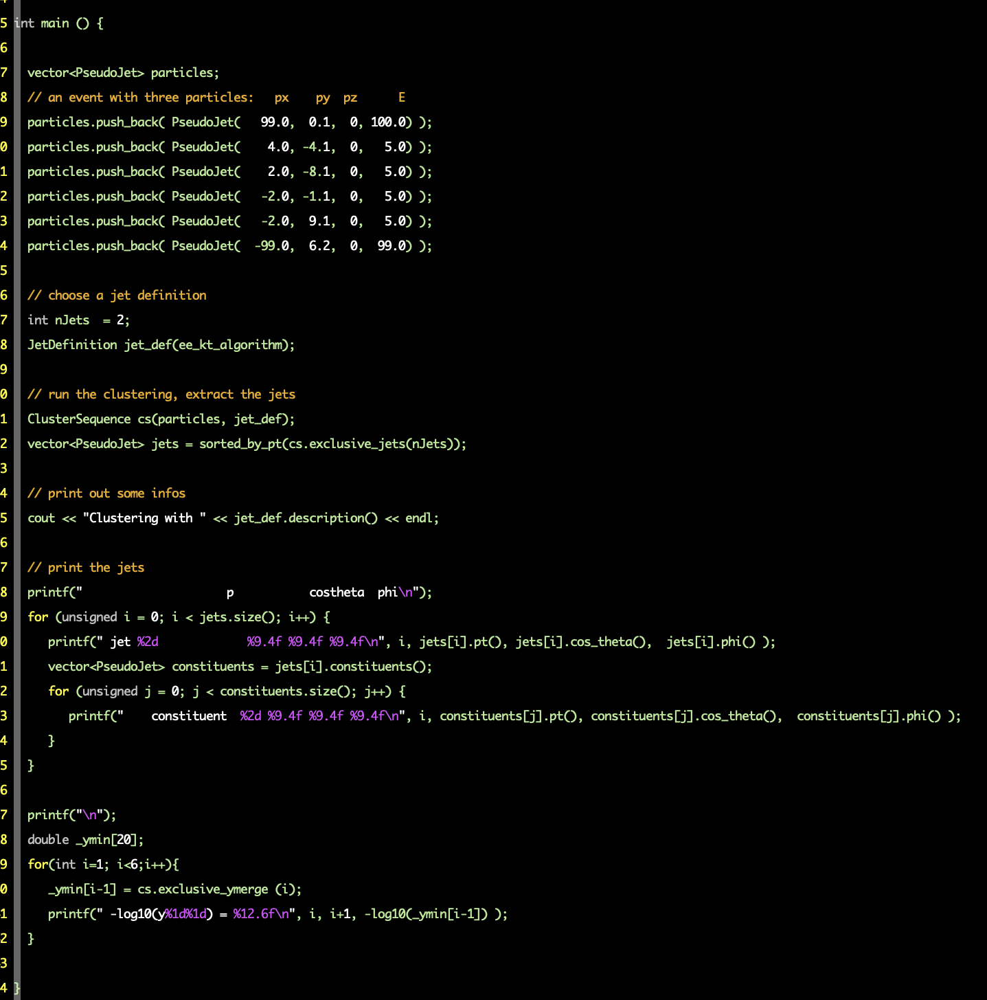 5 int main () {
6
7   vector<PseudoJet> particles;
8   // an event with three particles:   px    py  pz      E
9   particles.push_back( PseudoJet(   99.0,  0.1,  0, 100.0) );
0   particles.push_back( PseudoJet(    4.0, -4.1,  0,   5.0) );
1   particles.push_back( PseudoJet(    2.0, -8.1,  0,   5.0) );
2   particles.push_back( PseudoJet(   -2.0, -1.1,  0,   5.0) );
3   particles.push_back( PseudoJet(   -2.0,  9.1,  0,   5.0) );
4   particles.push_back( PseudoJet(  -99.0,  6.2,  0,  99.0) );
5
6   // choose a jet definition
7   int nJets  = 2;
8   JetDefinition jet_def(ee_kt_algorithm);
9
0   // run the clustering, extract the jets
1   ClusterSequence cs(particles, jet_def);
2   vector<PseudoJet> jets = sorted_by_pt(cs.exclusive_jets(nJets));
3
4   // print out some infos
5   cout << "Clustering with " << jet_def.description() << endl;
6
7   // print the jets
8   printf("                     p           costheta  phi\n");
9   for (unsigned i = 0; i < jets.size(); i++) {
0      printf(" jet %2d             %9.4f %9.4f %9.4f\n", i, jets[i].pt(), jets[i].cos_theta(),  jets[i].phi() );
1      vector<PseudoJet> constituents = jets[i].constituents();
2      for (unsigned j = 0; j < constituents.size(); j++) {
3         printf("    constituent  %2d %9.4f %9.4f %9.4f\n", i, constituents[j].pt(), constituents[j].cos_theta(),  constituents[j].phi() );
4      }
5   }
6
7   printf("\n");
8   double _ymin[20];
9   for(int i=1; i<6;i++){
0      _ymin[i-1] = cs.exclusive_ymerge (i);
1      printf(" -log10(y%1d%1d) = %12.6f\n", i, i+1, -log10(_ymin[i-1]) );
2   }
3
4 }